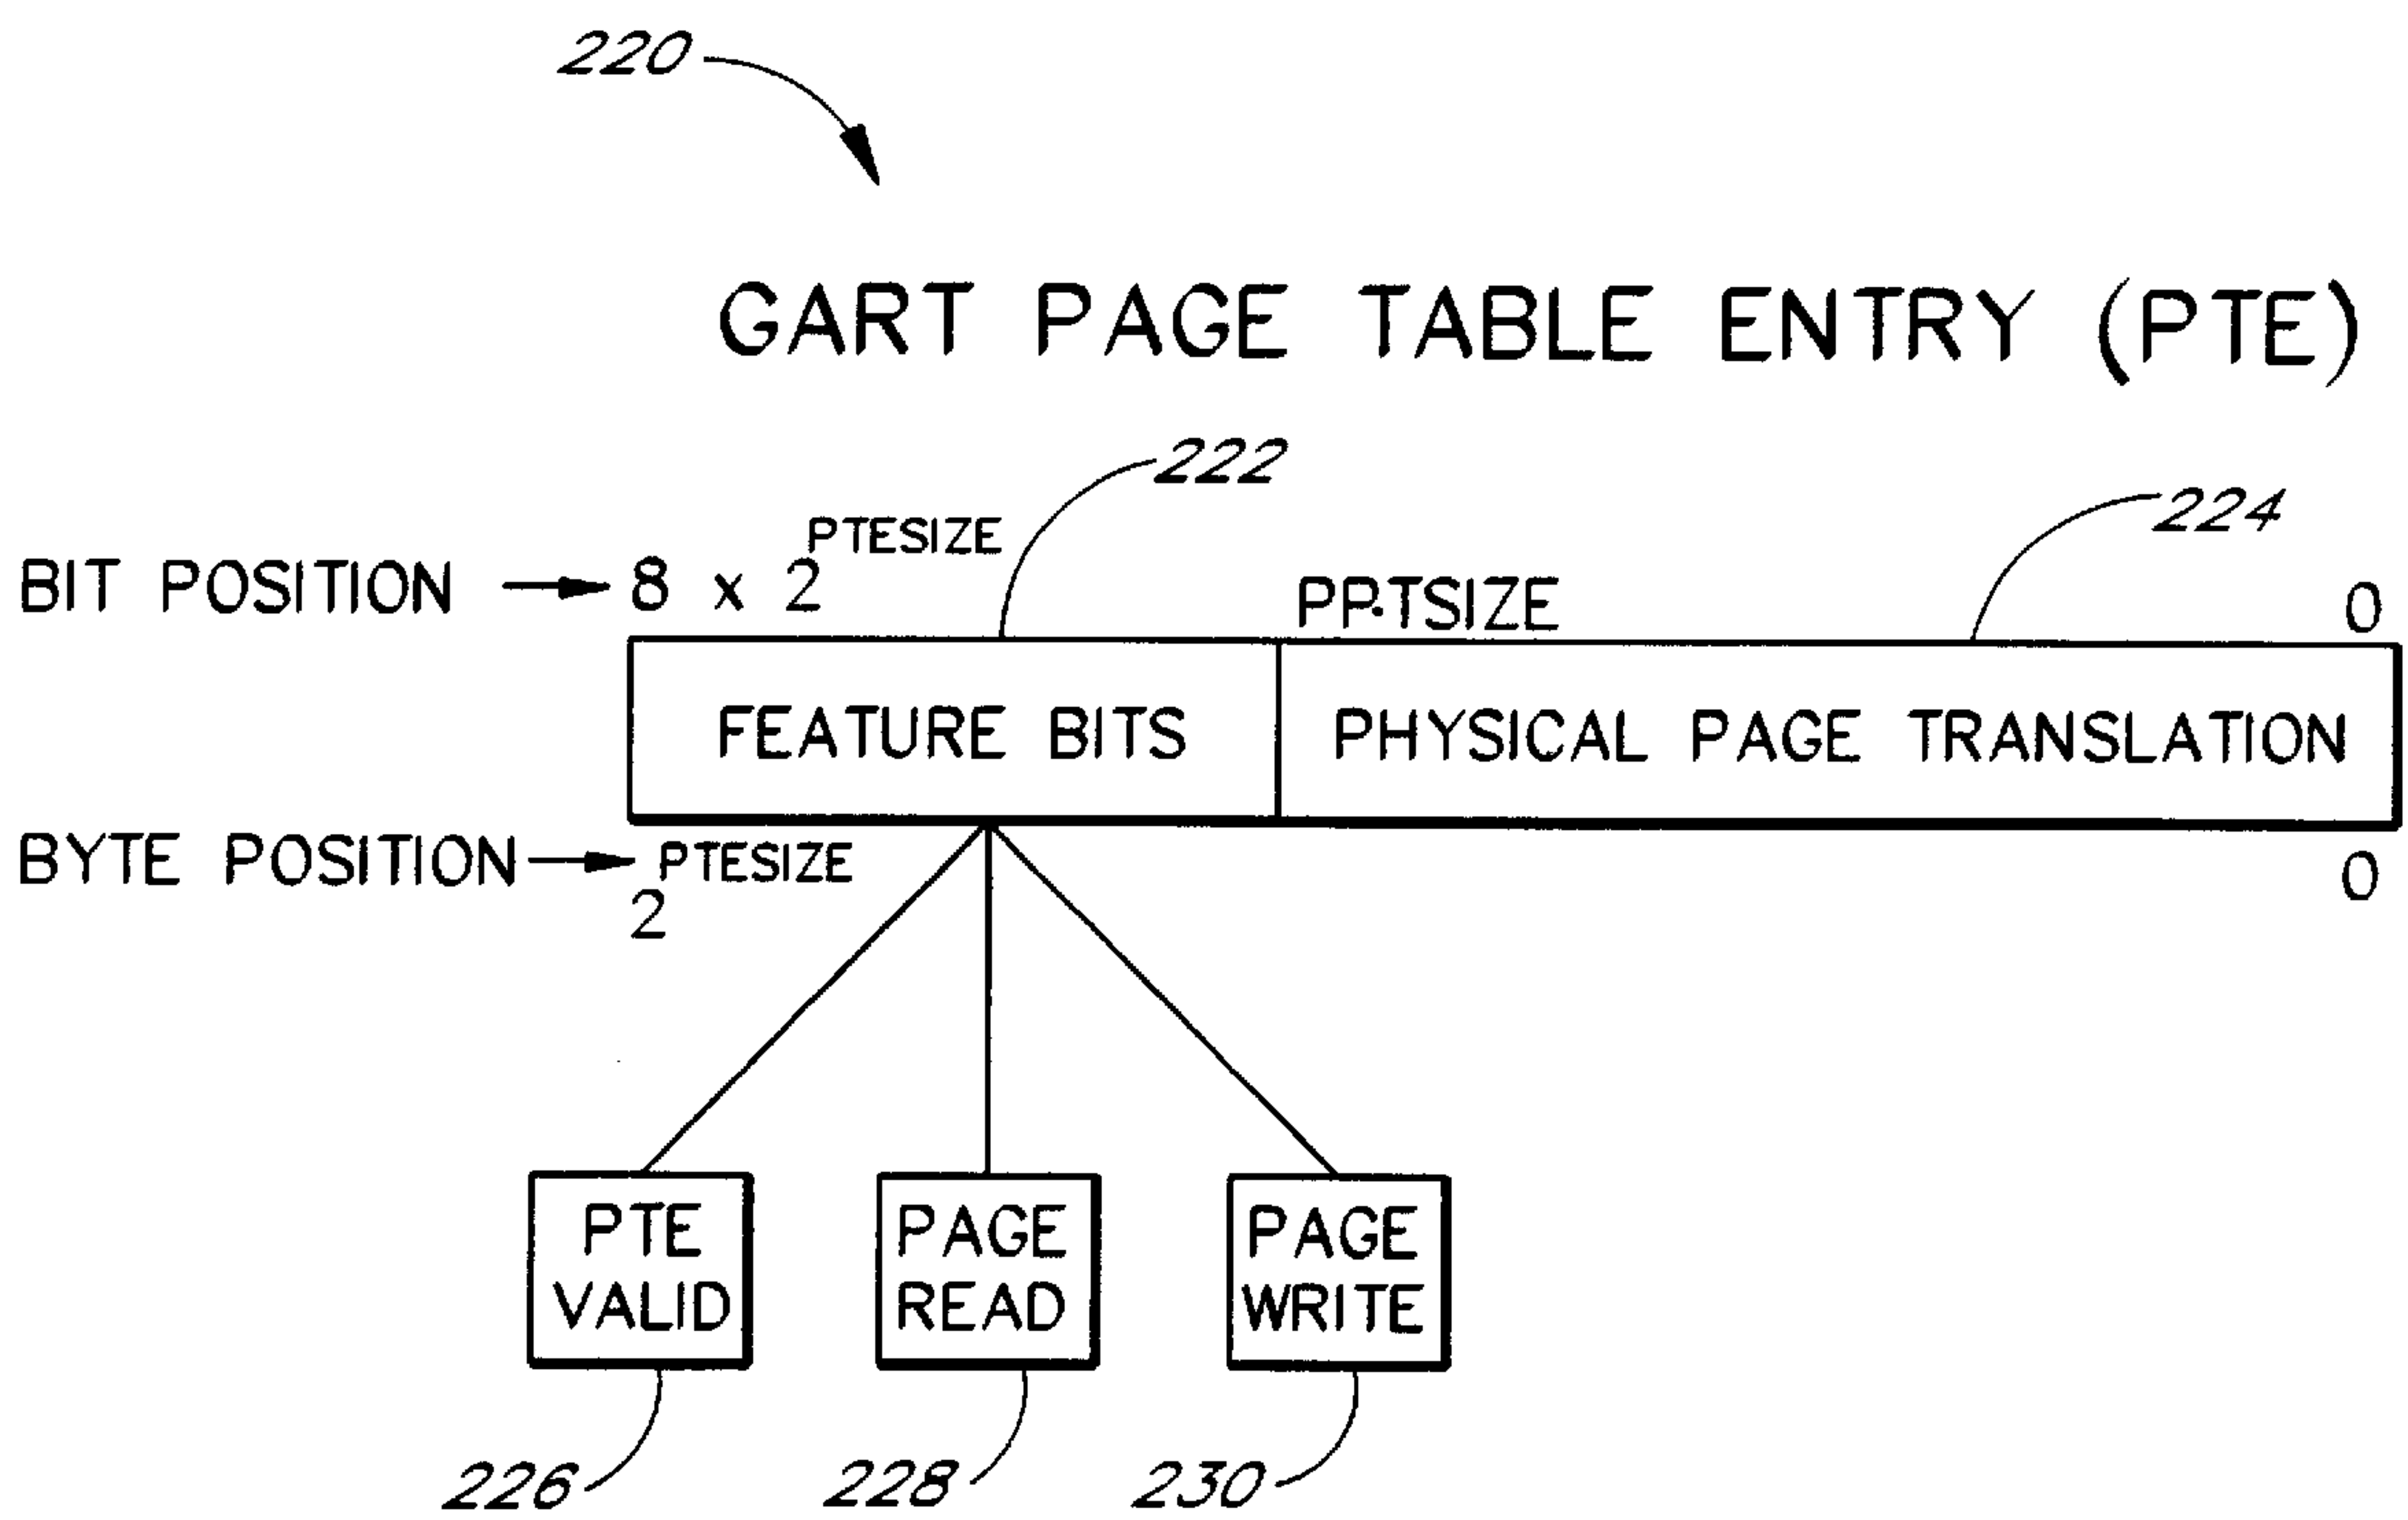 220
GART PAGE TABLE ENTRY (PTE)
222
224
BIT POSITION → 8 x 2 PTESIZE PP.TSIZE 0
FEATURE BITS PHYSICAL PAGE TRANSLATION
BYTE POSITION → 2 PTESIZE 0
PTE VALID
PAGE READ
PAGE WRITE
226 228 230